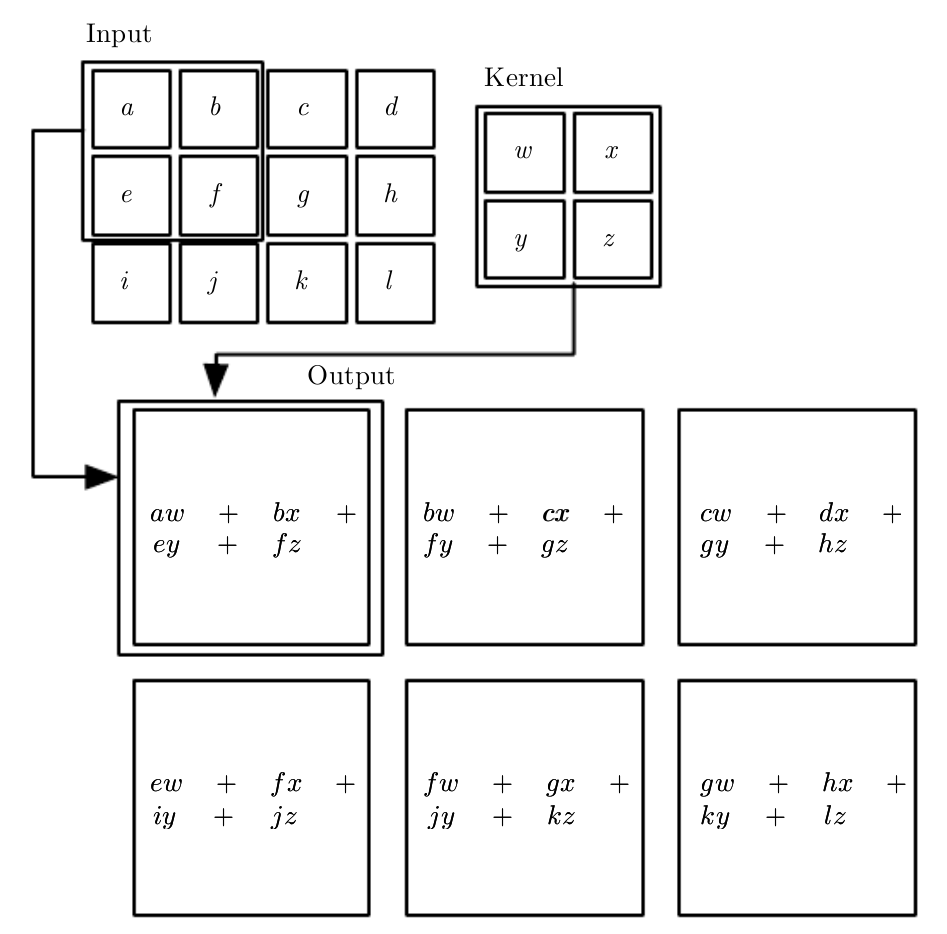 Input
a b c d
e f g h
i j k l
Kernel
w x
y z
Output
aw + bx +
ey + fz
bw + cx +
fy + gz
cw + dx +
gy + hz
ew + fx +
iy + jz
fw + gx +
jy + kz
gw + hx +
ky + lz